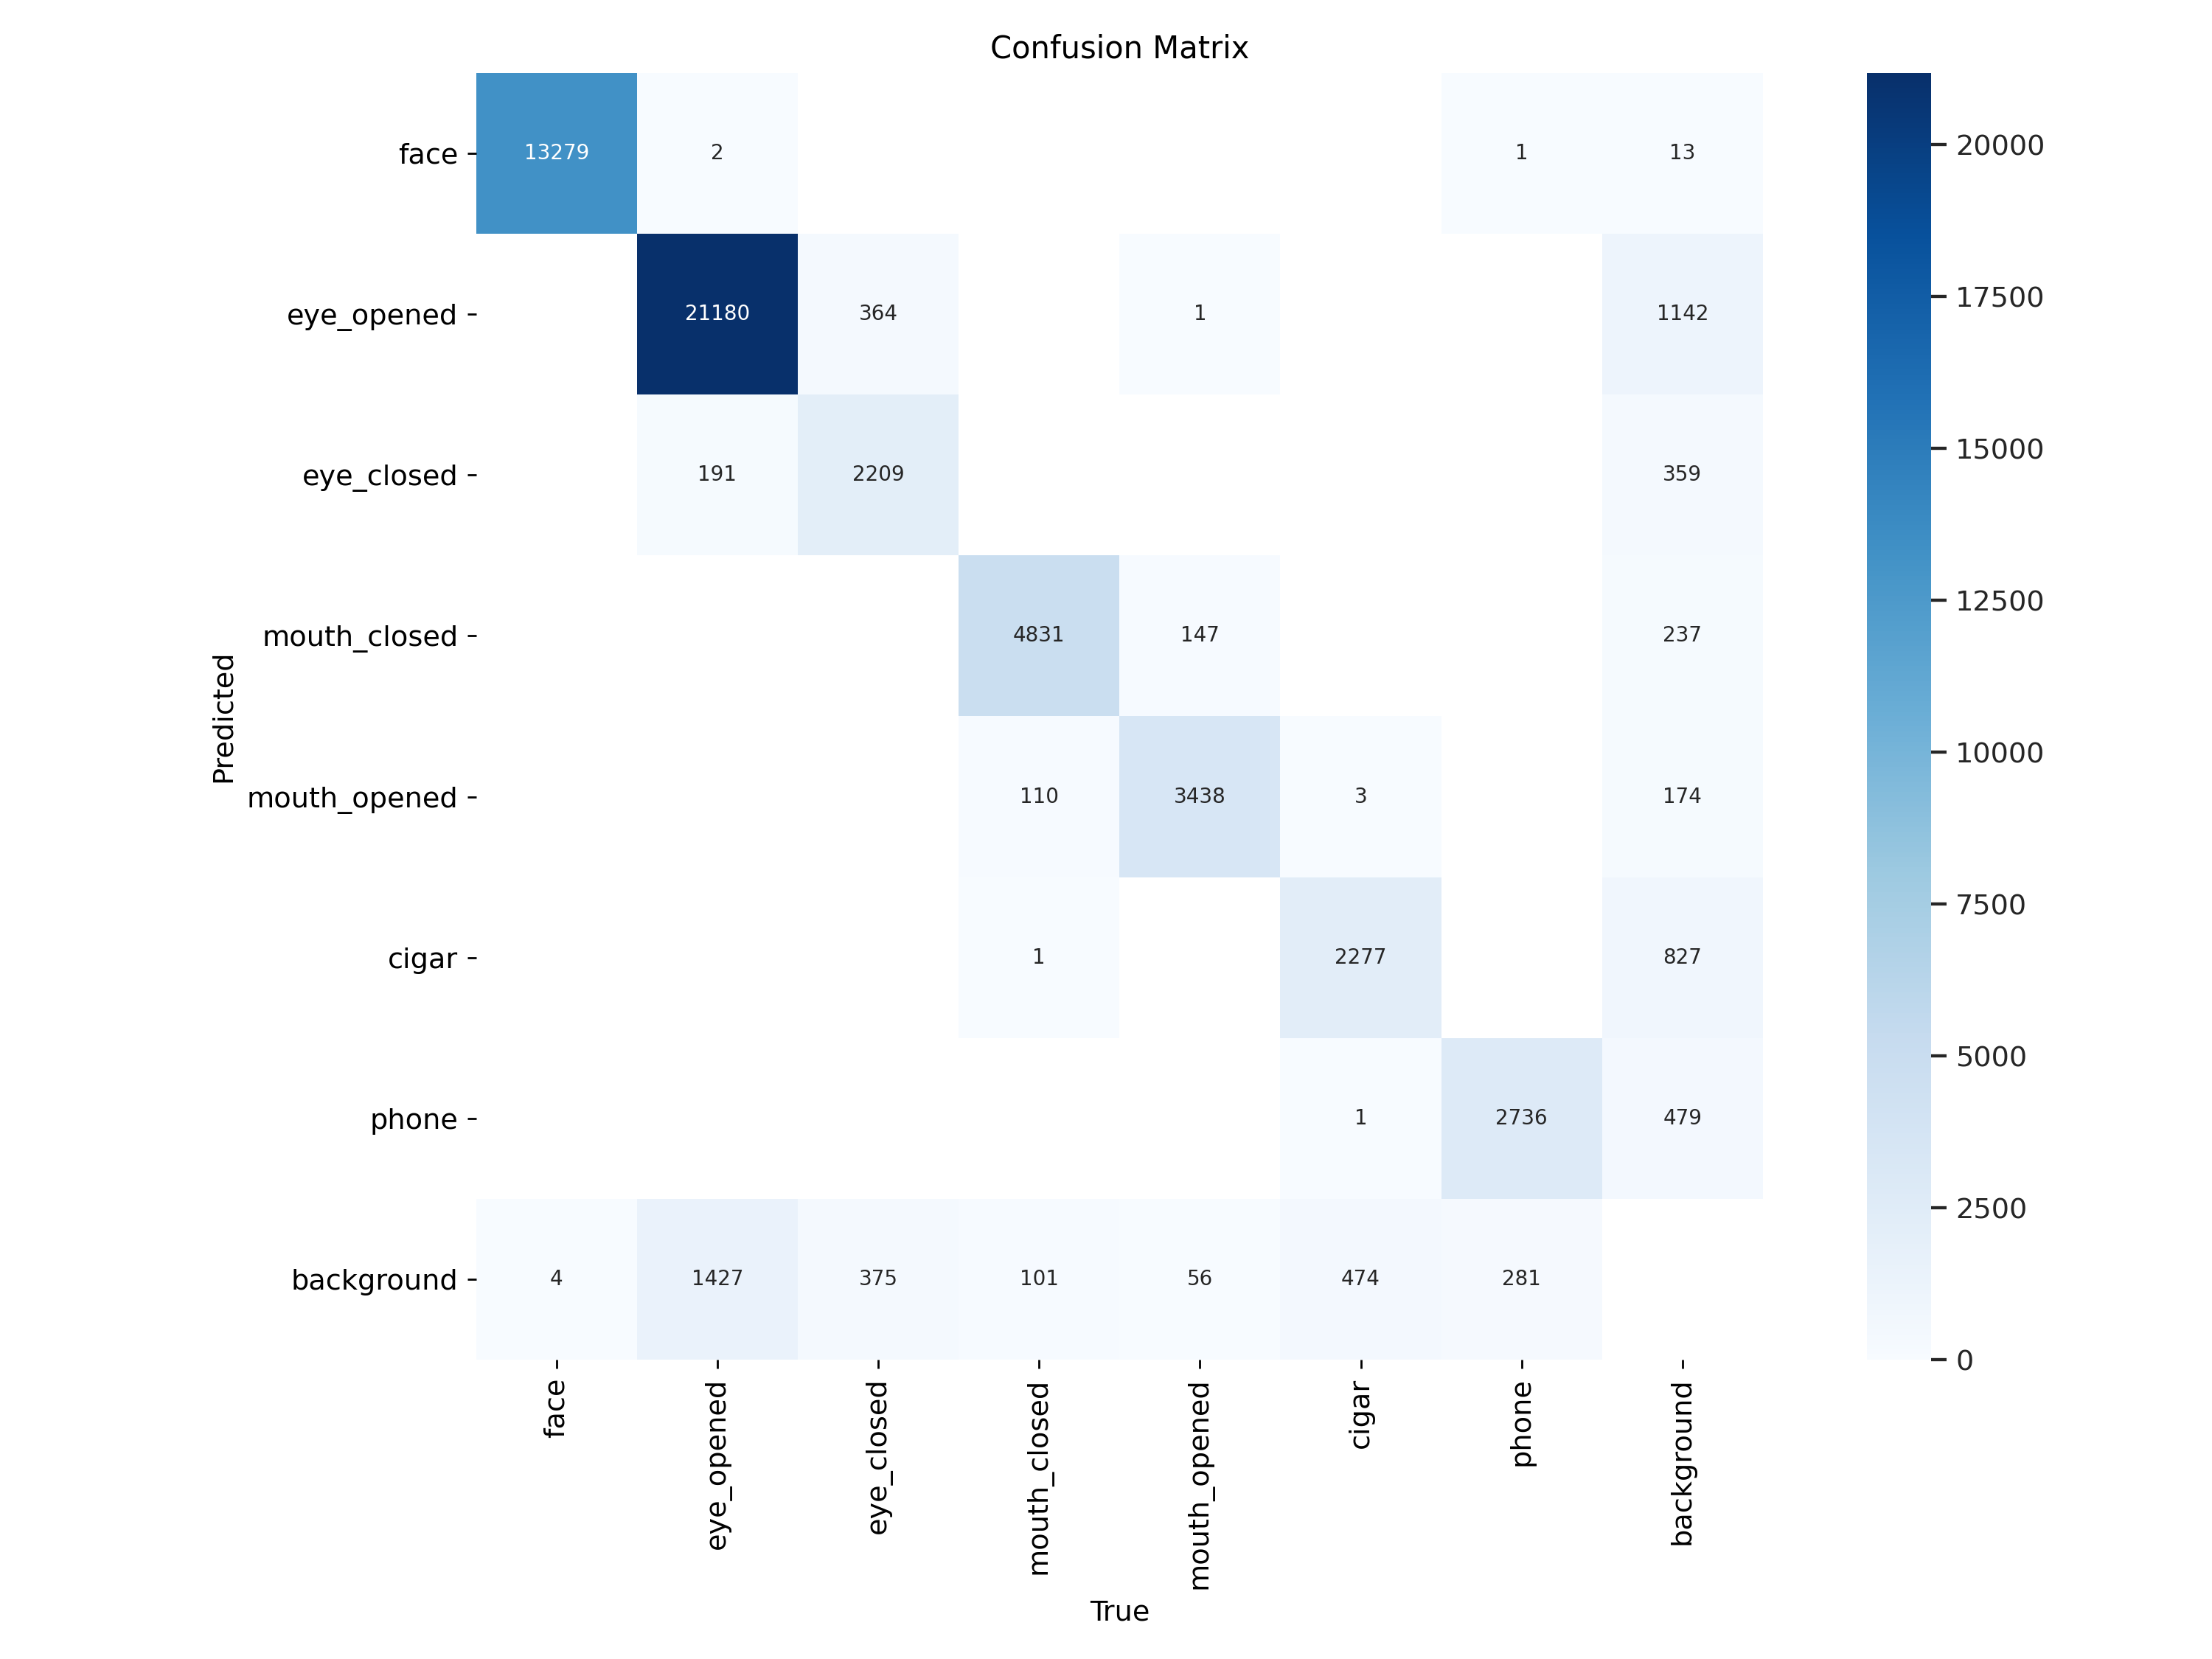 Confusion Matrix
face 13279 2 1 13
eye_opened 21180 364 1 1142
eye_closed 191 2209 359
mouth_closed 4831 147 237
mouth_opened 110 3438 3 174
cigar 1 2277 827
phone 1 2736 479
background 4 1427 375 101 56 474 281
Predicted
face eye_opened eye_closed mouth_closed mouth_opened cigar phone background
True
20000
17500
15000
12500
10000
7500
5000
2500
0